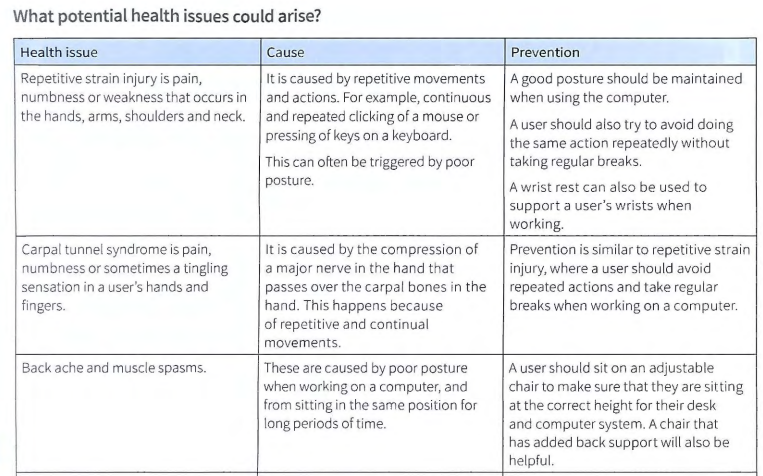 What potential health issues could arise?
Health issue
Cause
Prevention
Repetitive strain injury is pain,
numbness or weakness that occurs in
the hands, arms, shoulders and neck.
It is caused by repetitive movements
and actions. For example, continuous
and repeated clicking of a mouse or
pressing of keys on a keyboard.
This can often be triggered by poor
posture.
A good posture should be maintained
when using the computer.
A user should also try to avoid doing
the same action repeatedly without
taking regular breaks.
A wrist rest can also be used to
support a user's wrists when
working.
Carpal tunnel syndrome is pain,
numbness or sometimes a tingling
sensation in a user's hands and
fingers.
It is caused by the compression of
a major nerve in the hand that
passes over the carpal bones in the
hand. This happens because
of repetitive and continual
movements.
Prevention is similar to repetitive strain
injury, where a user should avoid
repeated actions and take regular
breaks when working on a computer.
Back ache and muscle spasms.
These are caused by poor posture
when working on a computer, and
from sitting in the same position for
long periods of time.
A user should sit on an adjustable
chair to make sure that they are sitting
at the correct height for their desk
and computer system. A chair that
has added back support will also be
helpful.